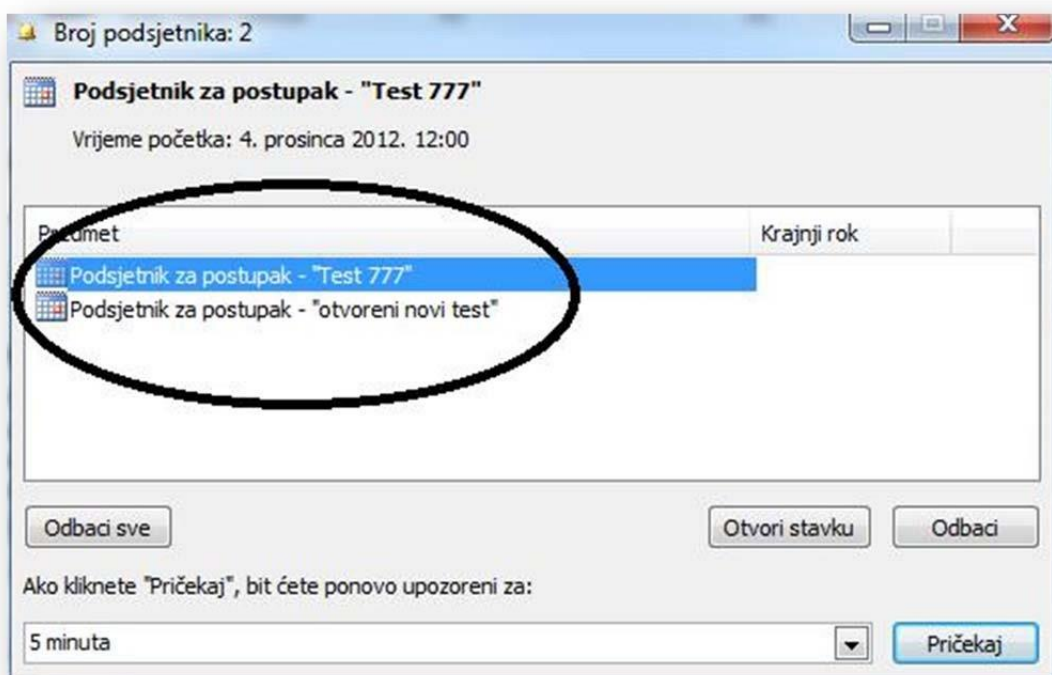 Broj podsjetnika: 2
Podsjetnik za postupak - "Test 777"
Vrijeme početka: 4. prosinca 2012. 12:00
Predmet Krajnji rok
Podsjetnik za postupak - "Test 777"
Podsjetnik za postupak - "otvoreni novi test"
Odbaci sve Otvori stavku Odbaci
Ako kliknete "Pričekaj", bit ćete ponovo upozoreni za:
5 minuta Pričekaj